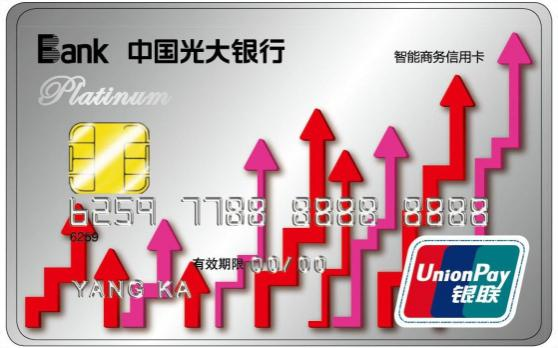 Bank 中国光大银行
智能商务信用卡
Platinum
6259 7788 8888 8888
6259
有效期限 00/00
YANG KA
UnionPay
银联